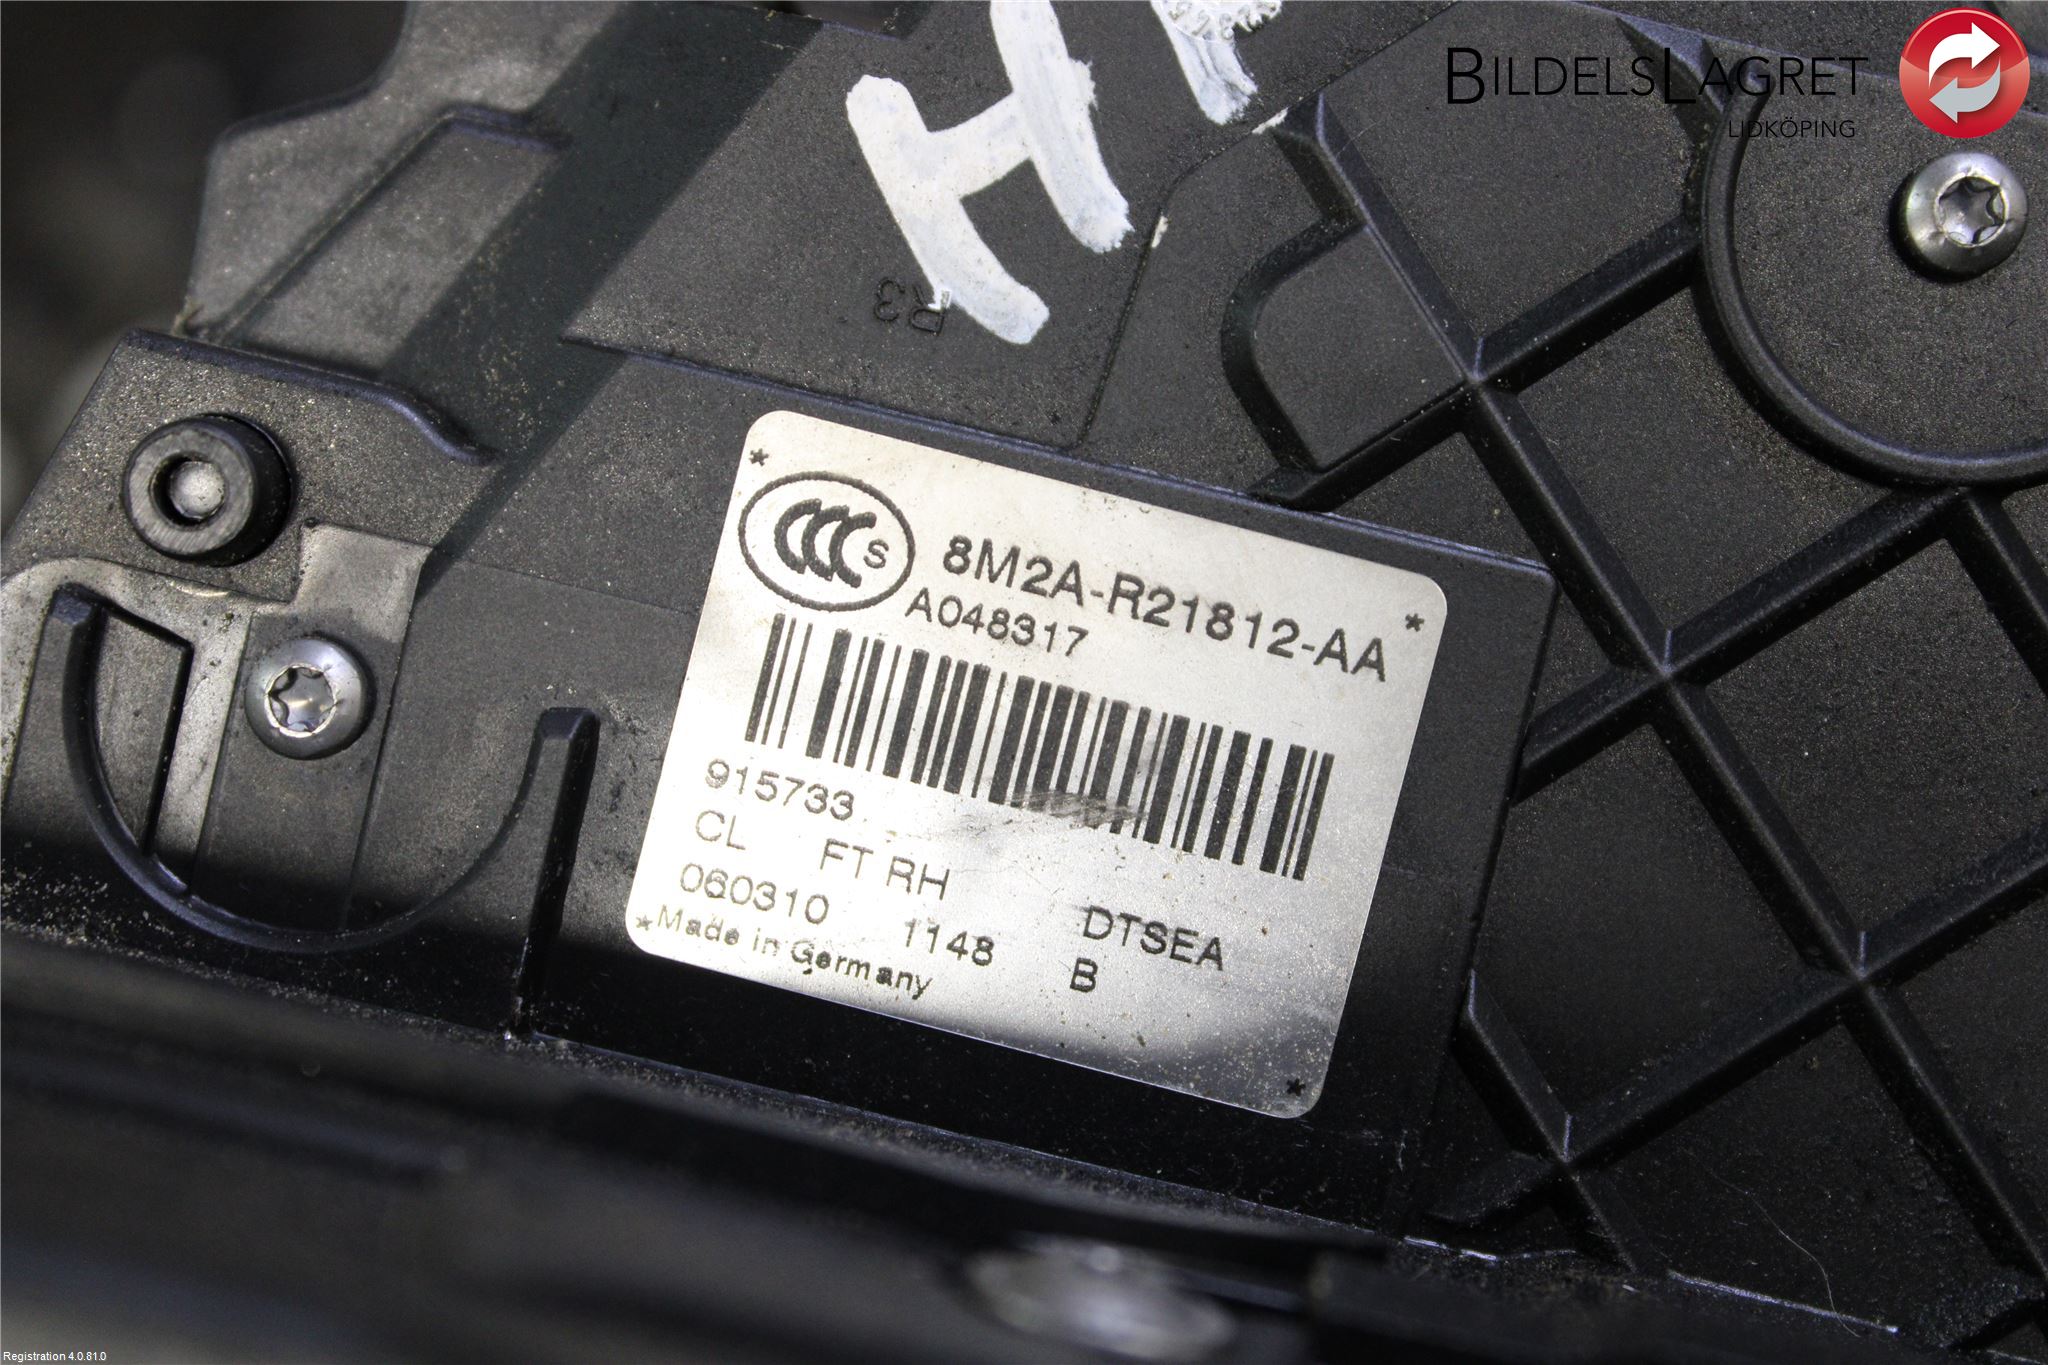 BILDELSLAGRET
LIDKÖPING
R3
CCC S
8M2A-R21812-AA
A048317
915733
CL FT RH
DTSEA
060310 1148 B
Made in Germany
Registration 4.0.81.0